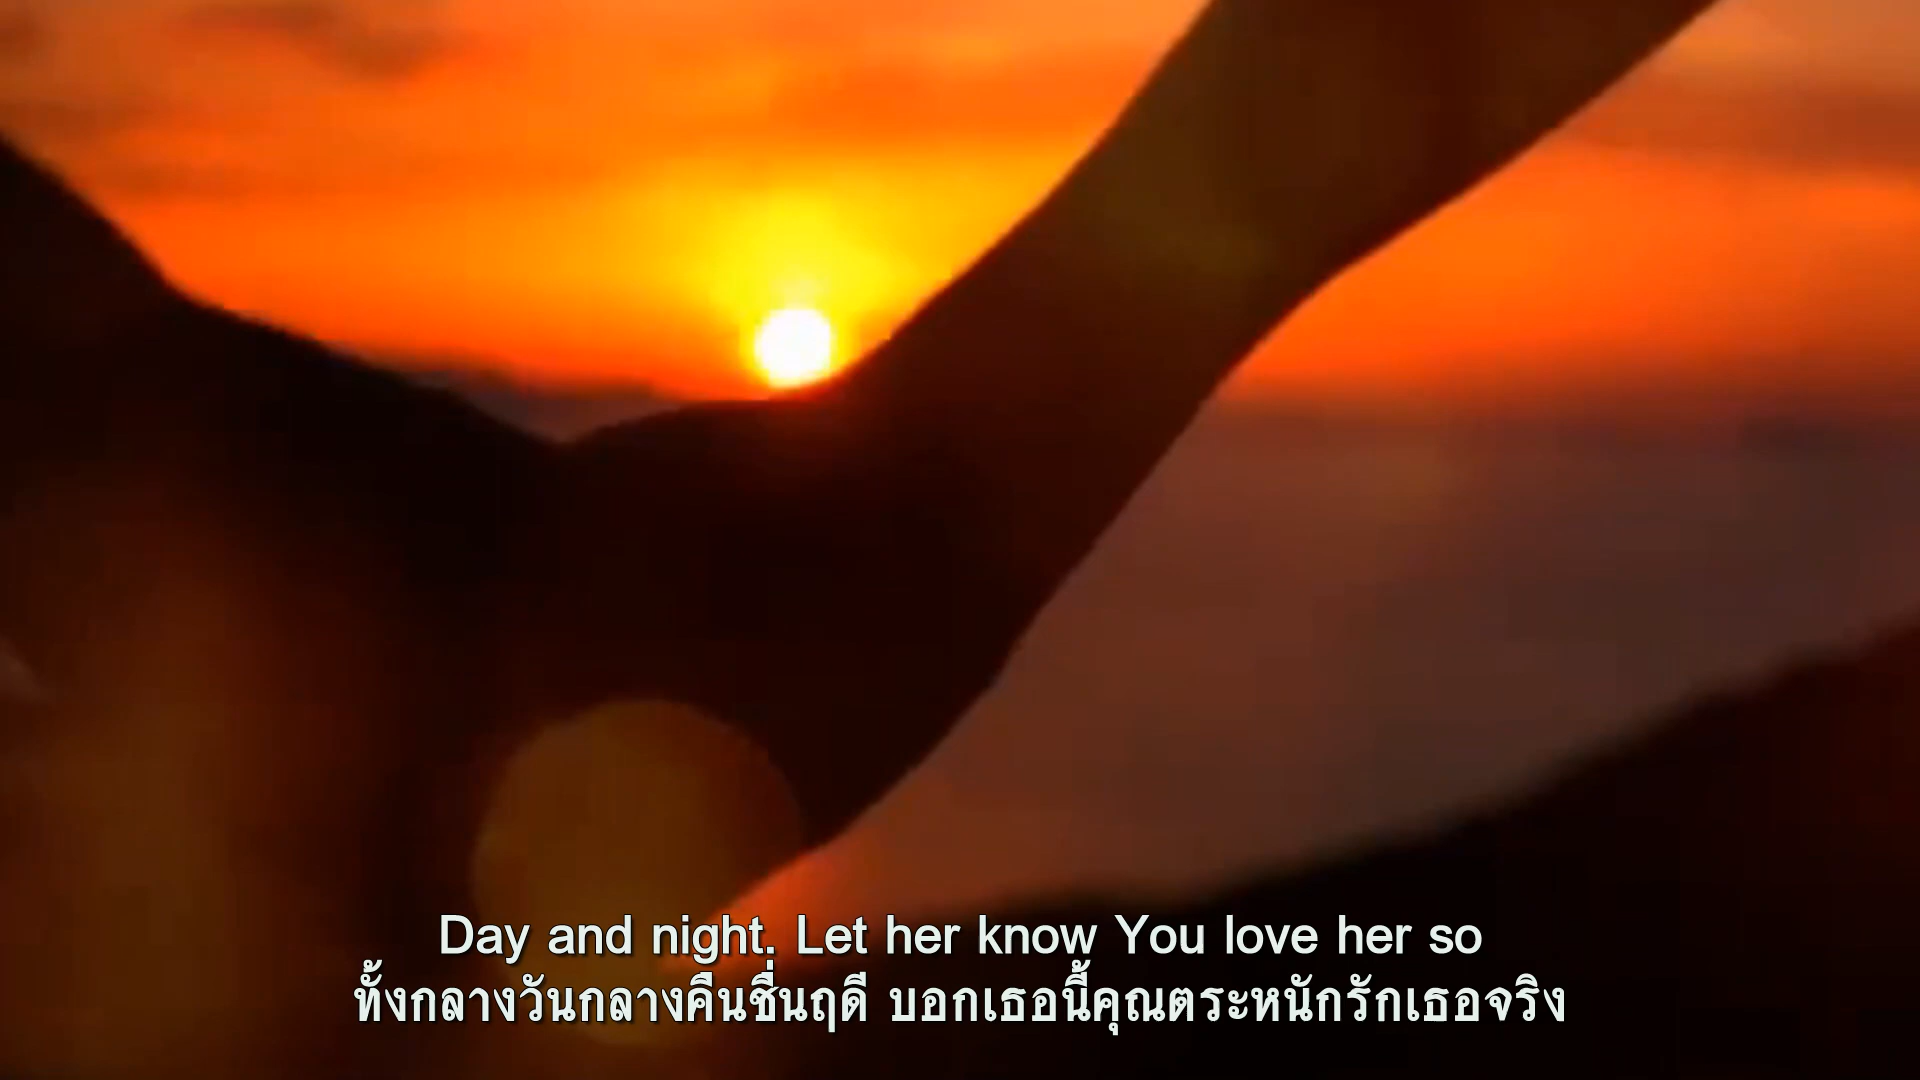 Day and night. Let her know You love her so
ทั้งกลางวันกลางคืนชื่นฤดี บอกเธอนี้คุณตระหนักรักเธอจริง